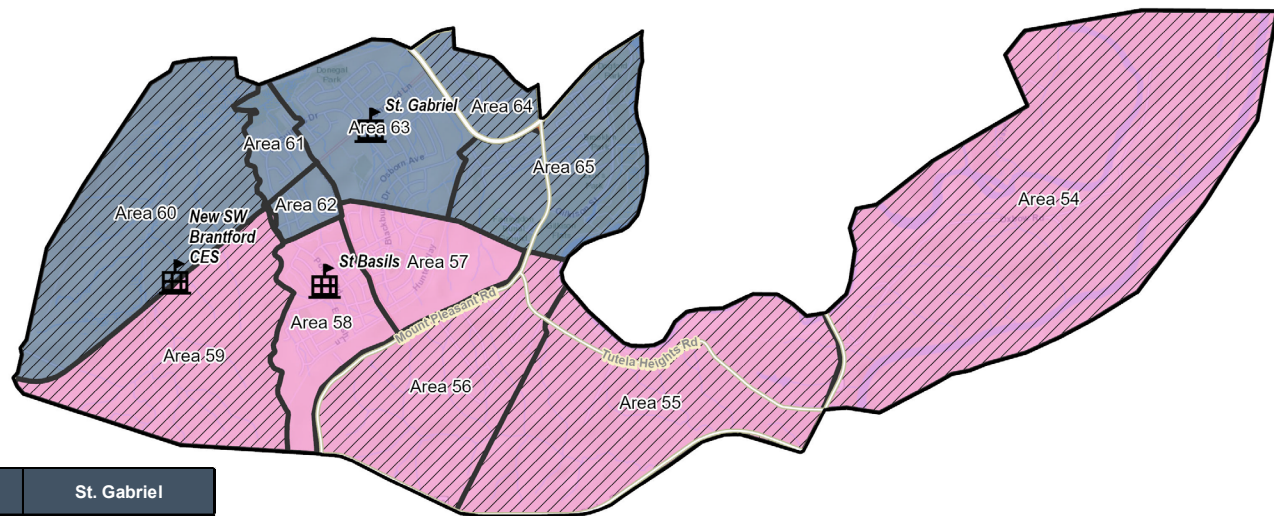 St. Gabriel
Area 64
Area 63
Area 61
Area 65
Osborn Ave
Area 54
Area 62
Area 60
New SW
Brantford
CES
St Basils
Area 57
Mount Pleasant Rd
Area 58
Area 59
Tutela Heights Rd
Area 56
Area 55
St. Gabriel